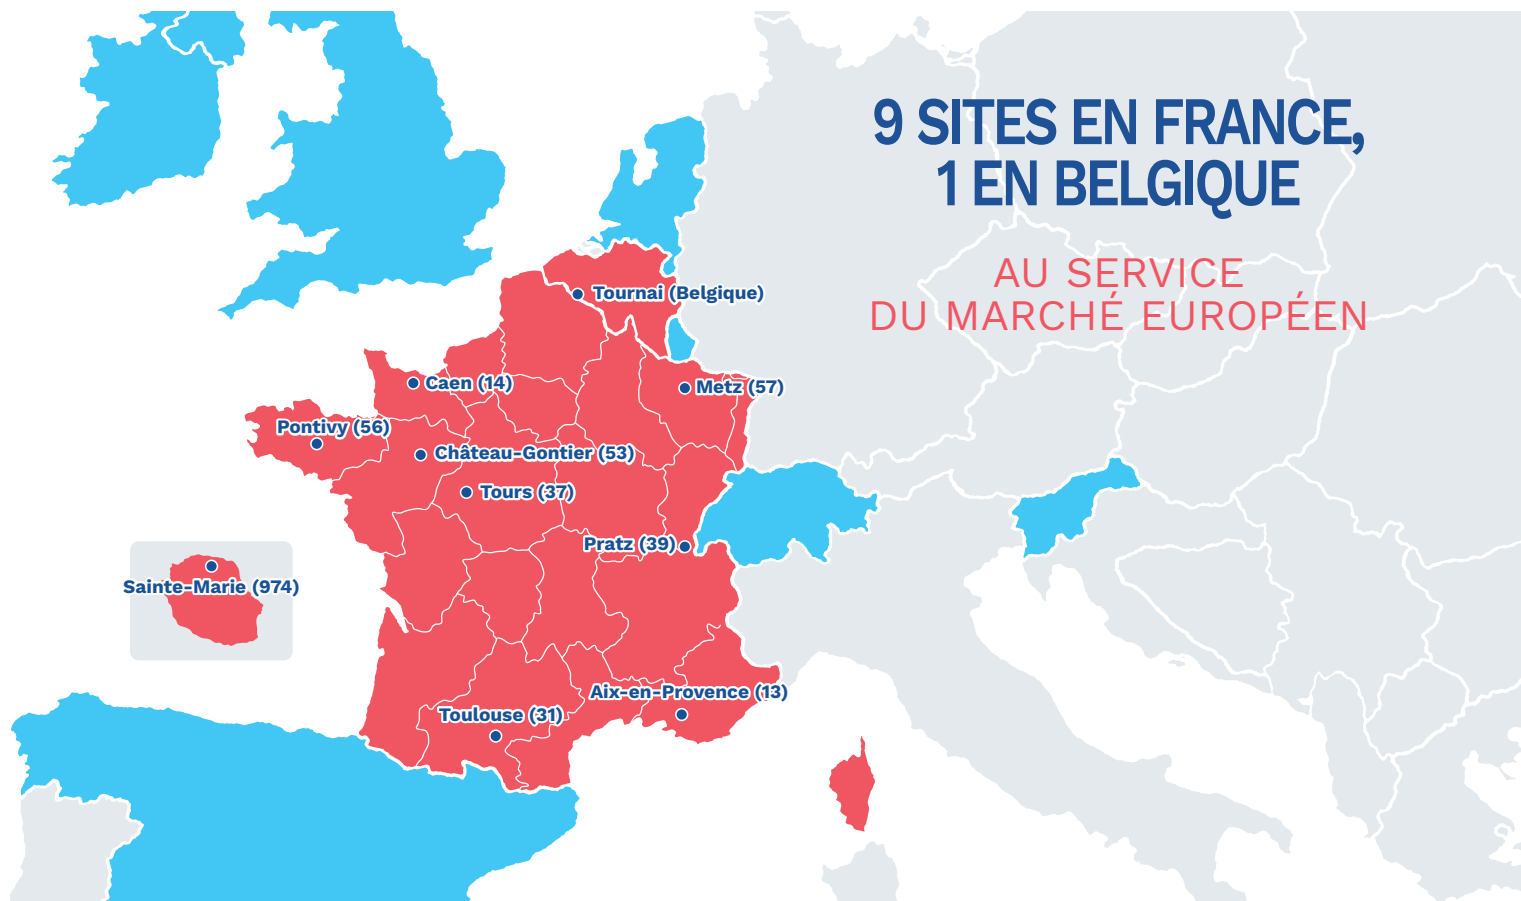 9 SITES EN FRANCE,
1 EN BELGIQUE
AU SERVICE
DU MARCHÉ EUROPÉEN
Tournai (Belgique)
Caen (14)
Metz (57)
Pontivy (56)
Château-Gontier (53)
Tours (37)
Pratz (39)
Sainte-Marie (974)
Aix-en-Provence (13)
Toulouse (31)